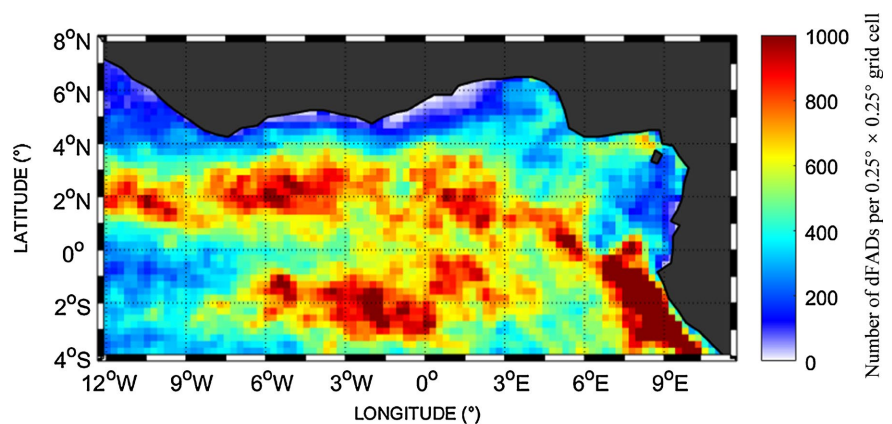 8°N
6°N
4°N
2°N
0°
2°S
4°S
LATITUDE (°)
12°W 9°W 6°W 3°W 0° 3°E 6°E 9°E
LONGITUDE (°)
1000
800
600
400
200
0
Number of dFADs per 0.25° × 0.25° grid cell